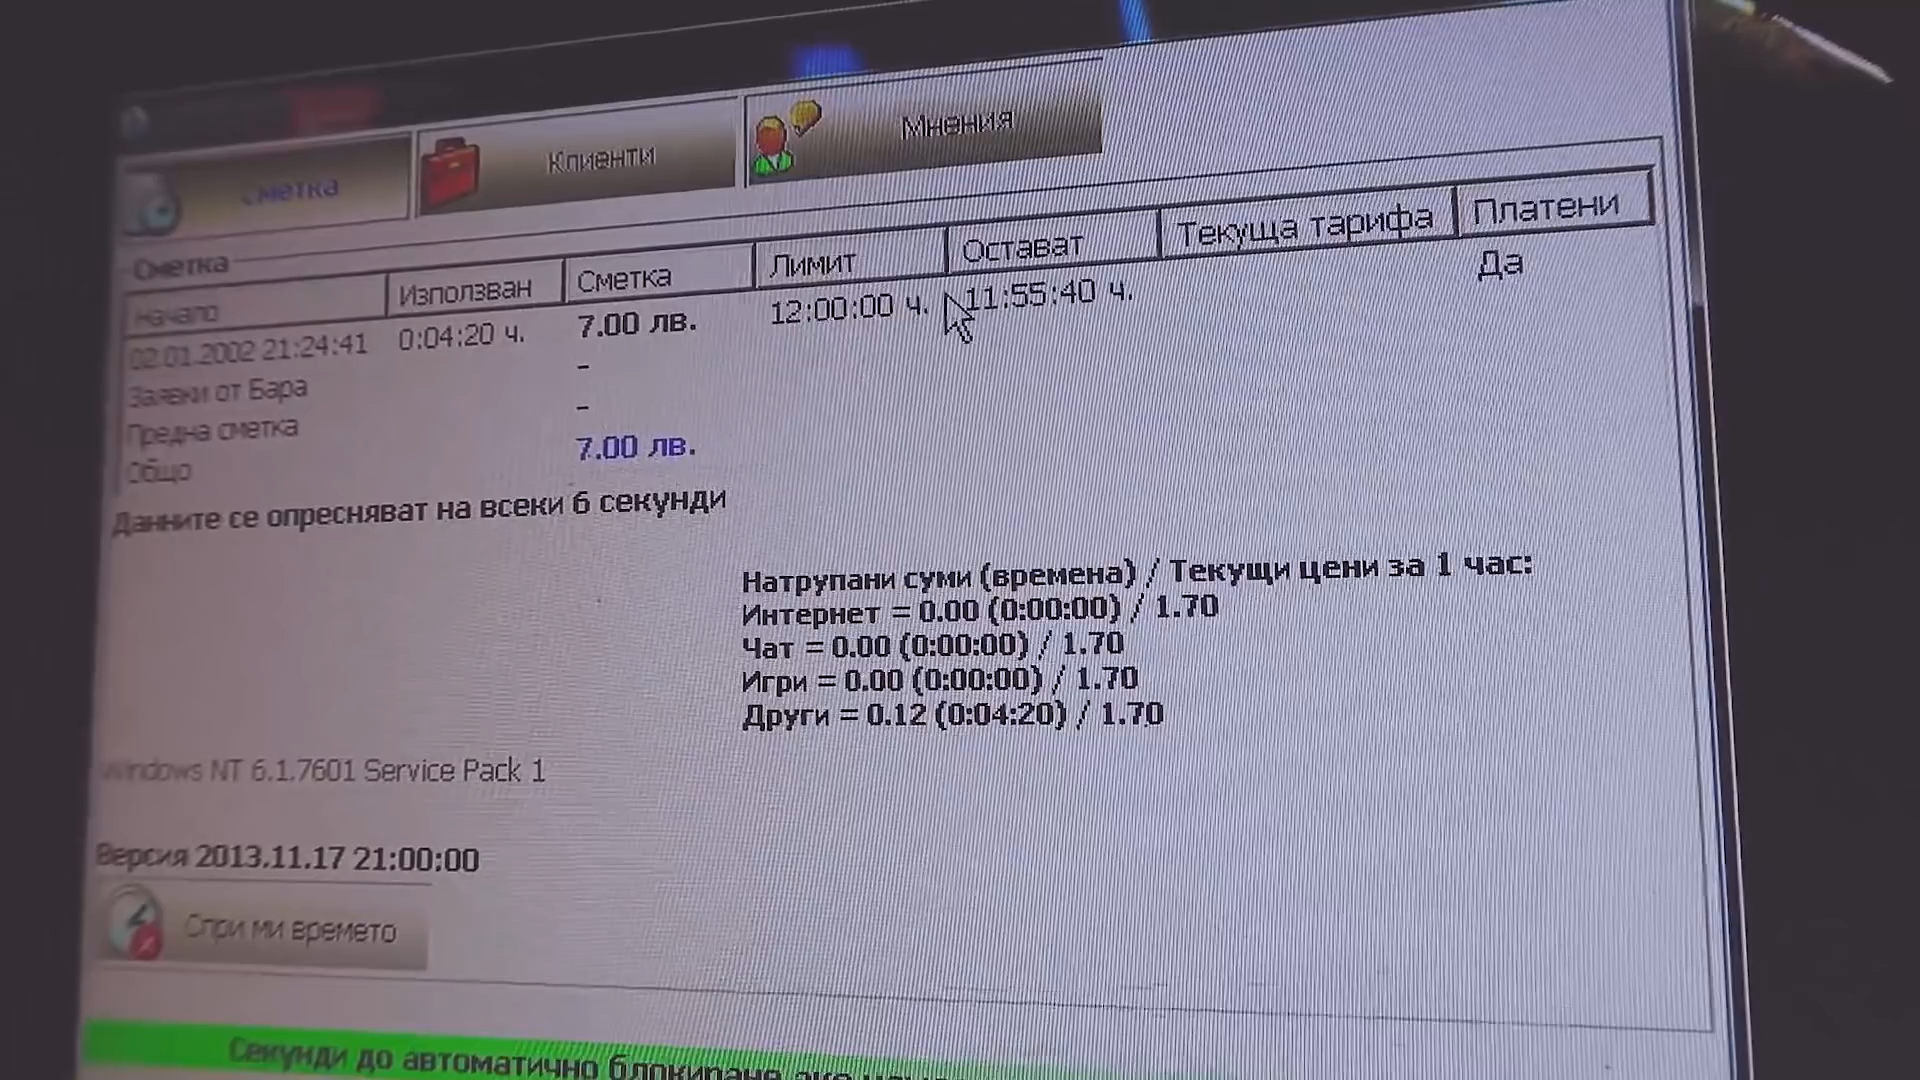 Сметка
Клиенти
Мнения
Сметка
Начало
Използван
Сметка
Лимит
Остават
Текуща тарифа
Платени
02.01.2002 21:24:41 0:04:20 ч. 7.00 лв. 12:00:00 ч. 11:55:40 ч. Да
Заявки от Бара -
Предна сметка -
Общо 7.00 лв.
Данните се опресняват на всеки 6 секунди
Натрупани суми (времена) / Текущи цени за 1 час:
Интернет = 0.00 (0:00:00) / 1.70
Чат = 0.00 (0:00:00) / 1.70
Игри = 0.00 (0:00:00) / 1.70
Други = 0.12 (0:04:20) / 1.70
Windows NT 6.1.7601 Service Pack 1
Версия 2013.11.17 21:00:00
Спри ми времето
Секунди до автоматично блокиране ако